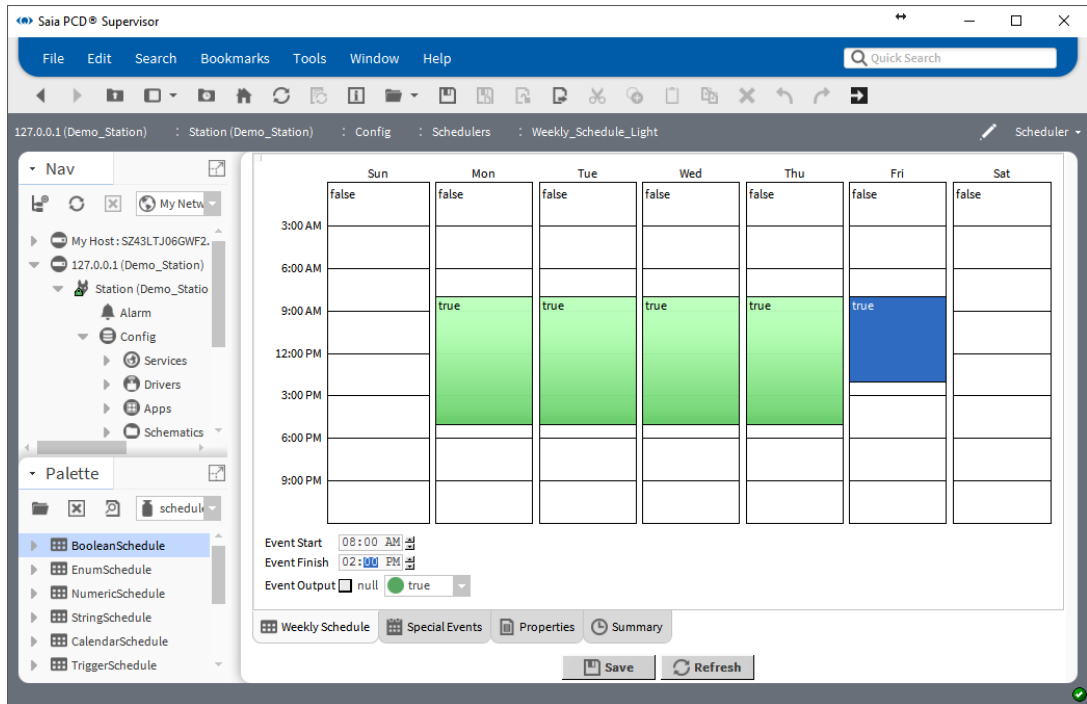 Saia PCD® Supervisor
File Edit Search Bookmarks Tools Window Help
Quick Search
127.0.0.1 (Demo_Station) : Station (Demo_Station) : Config : Schedulers : Weekly_Schedule_Light
Scheduler
Nav
My Netw
My Host : SZ43LTJ06GWF2.
127.0.0.1 (Demo_Station)
Station (Demo_Statio
Alarm
Config
Services
Drivers
Apps
Schematics
Palette
schedule
BooleanSchedule
EnumSchedule
NumericSchedule
StringSchedule
CalendarSchedule
TriggerSchedule
Sun Mon Tue Wed Thu Fri Sat
false false false false false false false
3:00 AM
6:00 AM
true true true true true
9:00 AM
12:00 PM
3:00 PM
6:00 PM
9:00 PM
Event Start 08:00 AM
Event Finish 02:00 PM
Event Output null true
Weekly Schedule Special Events Properties Summary
Save Refresh